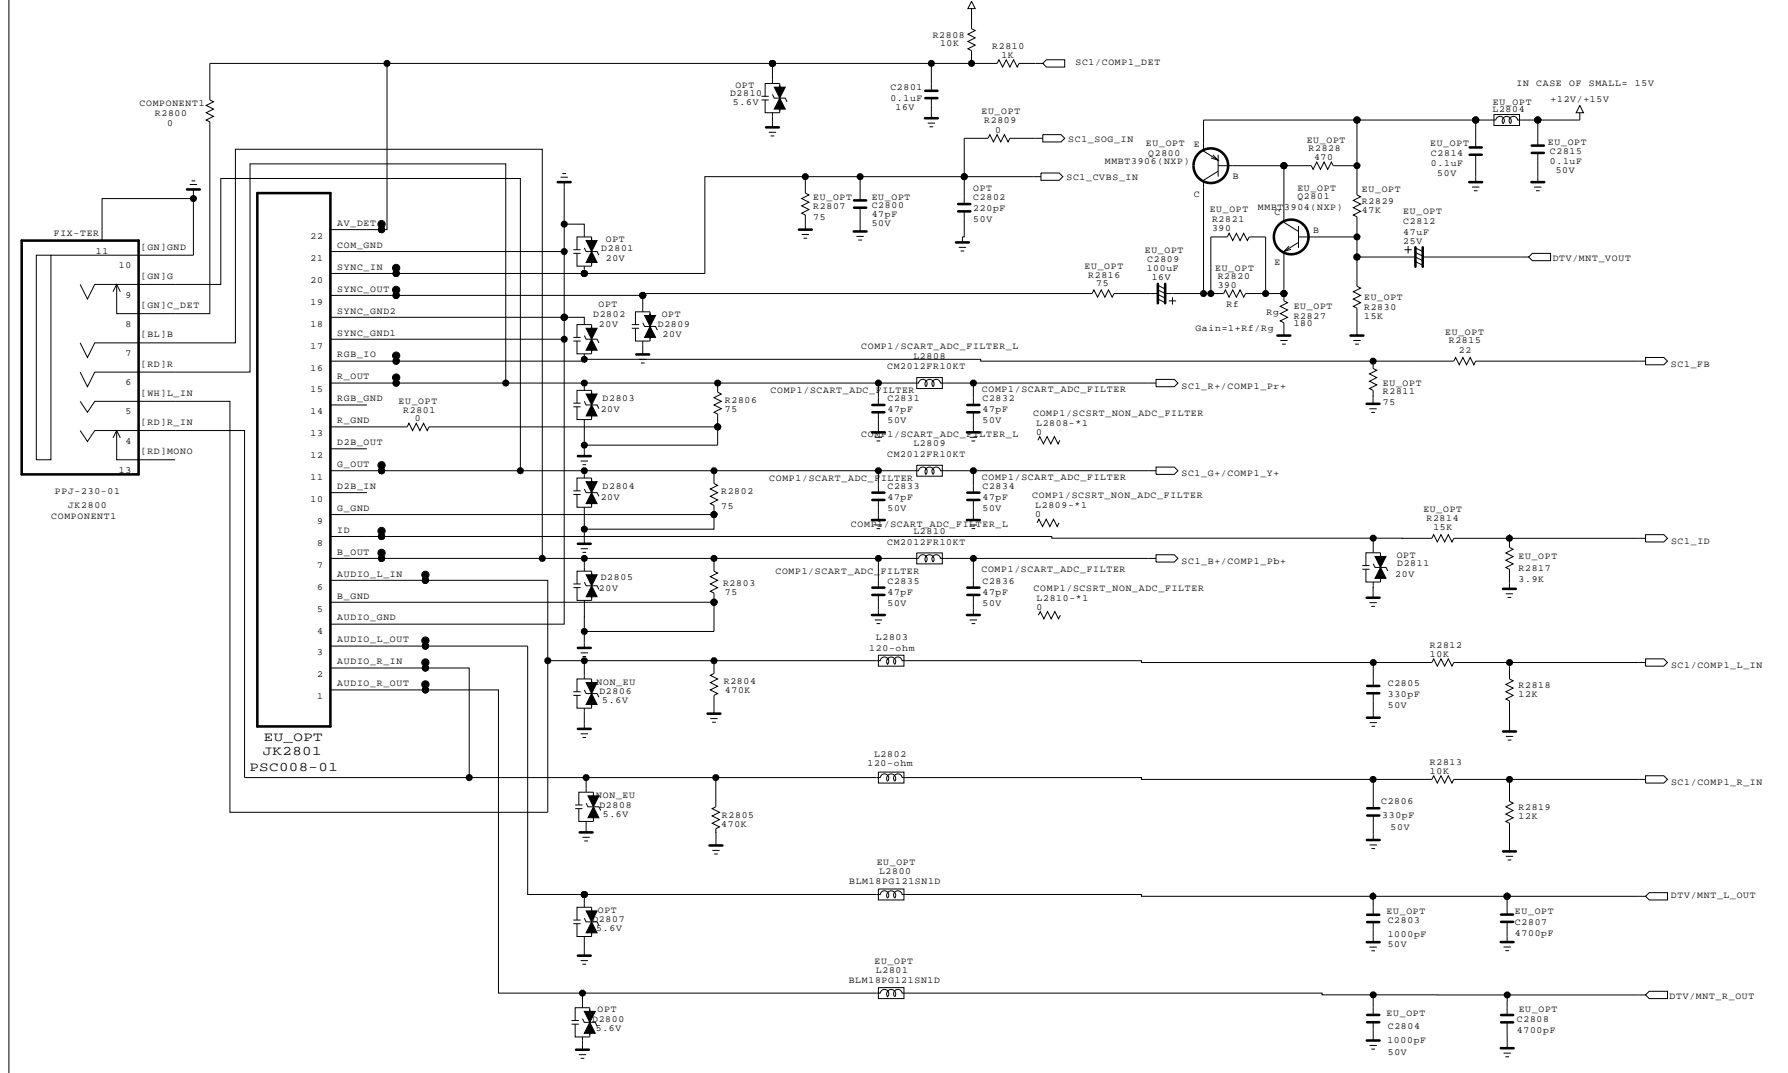 R2808
10K
R2810
1K
SC1/COMP1_DET
OPT
D2810
5.6V
C2801
0.1uF
16V
COMPONENT1
R2800
0
EU_OPT
R2809
0
SC1_SOG_IN
SC1_CVBS_IN
EU_OPT
R2807
75
EU_OPT
C2800
47pF
50V
OPT
C2802
220pF
50V
IN CASE OF SMALL= 15V
+12V/+15V
EU_OPT
L2804
EU_OPT
C2814
0.1uF
50V
EU_OPT
C2815
0.1uF
50V
EU_OPT
Q2800
MMBT3906(NXP)
E
B
C
EU_OPT
R2828
470
EU_OPT
Q2801
MMBT3904(NXP)
C
B
E
EU_OPT
R2829
47K
EU_OPT
C2812
47uF
25V
+
DTV/MNT_VOUT
EU_OPT
R2821
390
EU_OPT
R2820
390
Rf
EU_OPT
C2809
100uF
16V
+
EU_OPT
R2816
75
Rg
EU_OPT
R2827
180
EU_OPT
R2830
15K
Gain=1+Rf/Rg
FIX-TER
11
[GN]GND
10
[GN]G
9
[GN]C_DET
8
[BL]B
7
[RD]R
6
[WH]L_IN
5
[RD]R_IN
4
[RD]MONO
13
PPJ-230-01
JK2800
COMPONENT1
AV_DET
22
COM_GND
21
SYNC_IN
20
SYNC_OUT
19
SYNC_GND2
18
SYNC_GND1
17
RGB_IO
16
R_OUT
15
RGB_GND
14
R_GND
13
D2B_OUT
12
G_OUT
11
D2B_IN
10
G_GND
9
ID
8
B_OUT
7
AUDIO_L_IN
6
B_GND
5
AUDIO_GND
4
AUDIO_L_OUT
3
AUDIO_R_IN
2
AUDIO_R_OUT
1
EU_OPT
JK2801
PSC008-01
OPT
D2801
20V
OPT
D2802
20V
OPT
D2809
20V
EU_OPT
R2801
0
D2803
20V
R2806
75
COMP1/SCART_ADC_FILTER_L
L2808
CM2012FR10KT
COMP1/SCART_ADC_FILTER
C2831
47pF
50V
COMP1/SCART_ADC_FILTER
C2832
47pF
50V
SC1_R+/COMP1_Pr+
COMP1/SCSRT_NON_ADC_FILTER
L2808-*1
0
EU_OPT
R2815
22
SC1_FB
EU_OPT
R2811
75
COMP1/SCART_ADC_FILTER_L
L2809
CM2012FR10KT
D2804
20V
R2802
75
COMP1/SCART_ADC_FILTER
C2833
47pF
50V
COMP1/SCART_ADC_FILTER
C2834
47pF
50V
SC1_G+/COMP1_Y+
COMP1/SCSRT_NON_ADC_FILTER
L2809-*1
0
COMP1/SCART_ADC_FILTER_L
L2810
CM2012FR10KT
D2805
20V
R2803
75
COMP1/SCART_ADC_FILTER
C2835
47pF
50V
COMP1/SCART_ADC_FILTER
C2836
47pF
50V
SC1_B+/COMP1_Pb+
COMP1/SCSRT_NON_ADC_FILTER
L2810-*1
0
EU_OPT
R2814
15K
SC1_ID
OPT
D2811
20V
EU_OPT
R2817
3.9K
L2803
120-ohm
NON_EU
D2806
5.6V
R2804
470K
R2812
10K
SC1/COMP1_L_IN
C2805
330pF
50V
R2818
12K
L2802
120-ohm
NON_EU
D2808
5.6V
R2805
470K
R2813
10K
SC1/COMP1_R_IN
C2806
330pF
50V
R2819
12K
EU_OPT
L2800
BLM18PG121SN1D
OPT
D2807
5.6V
DTV/MNT_L_OUT
EU_OPT
C2803
1000pF
50V
EU_OPT
C2807
4700pF
EU_OPT
L2801
BLM18PG121SN1D
OPT
D2800
5.6V
DTV/MNT_R_OUT
EU_OPT
C2804
1000pF
50V
EU_OPT
C2808
4700pF